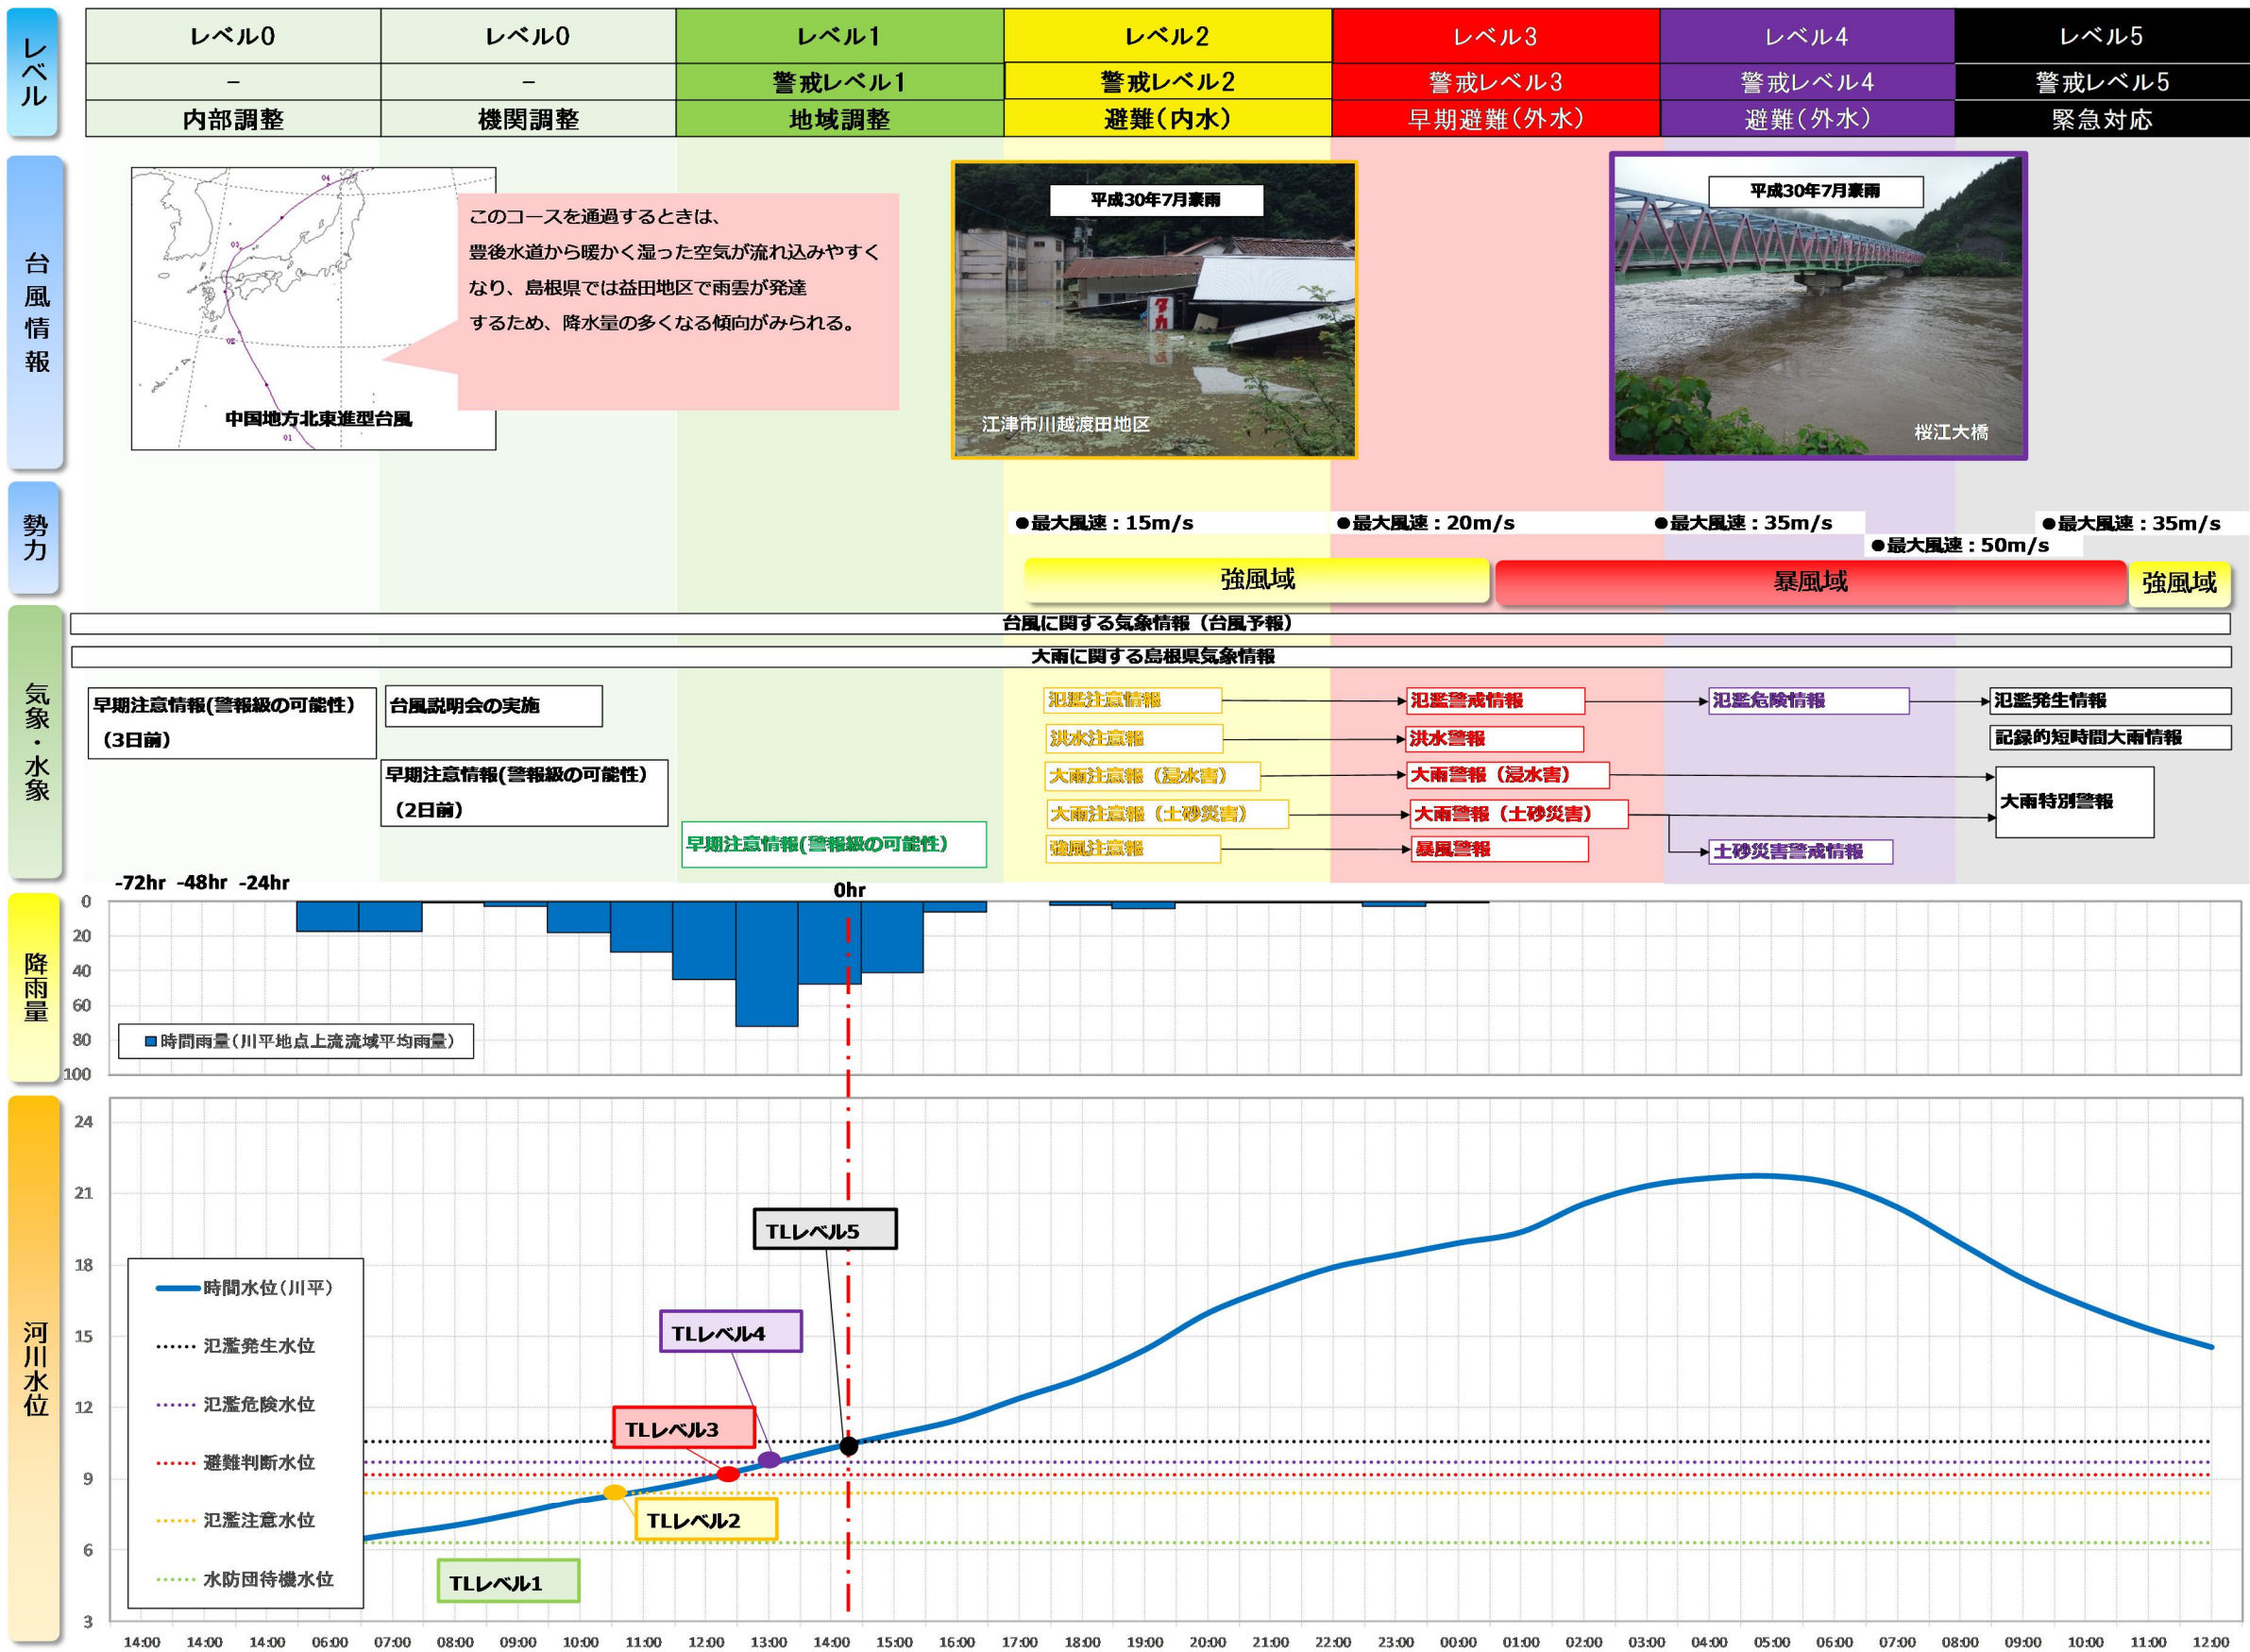 レベル
レベル0
レベル0
レベル1
レベル2
レベル3
レベル4
レベル5
−
−
警戒レベル1
警戒レベル2
警戒レベル3
警戒レベル4
警戒レベル5
内部調整
機関調整
地域調整
避難(内水)
早期避難(外水)
避難(外水)
緊急対応
台風情報
04
03
02
01
中国地方北東進型台風
このコースを通過するときは、
豊後水道から暖かく湿った空気が流れ込みやすく
なり、島根県では益田地区で雨雲が発達
するため、降水量の多くなる傾向がみられる。
平成30年7月豪雨
江津市川越渡田地区
平成30年7月豪雨
桜江大橋
勢力
●最大風速：15m/s
●最大風速：20m/s
●最大風速：35m/s
●最大風速：50m/s
●最大風速：35m/s
強風域
暴風域
強風域
気象・水象
台風に関する気象情報（台風予報）
大雨に関する島根県気象情報
早期注意情報(警報級の可能性)
（3日前）
台風説明会の実施
早期注意情報(警報級の可能性)
（2日前）
早期注意情報(警報級の可能性)
氾濫注意情報
氾濫警戒情報
氾濫危険情報
氾濫発生情報
洪水注意報
洪水警報
記録的短時間大雨情報
大雨注意報（浸水害）
大雨警報（浸水害）
大雨特別警報
大雨注意報（土砂災害）
大雨警報（土砂災害）
強風注意報
暴風警報
土砂災害警戒情報
降雨量
-72hr -48hr -24hr
0hr
0
20
40
60
80
100
時間雨量(川平地点上流流域平均雨量)
河川水位
24
21
18
15
12
9
6
3
時間水位(川平)
氾濫発生水位
氾濫危険水位
避難判断水位
氾濫注意水位
水防団待機水位
TLレベル5
TLレベル4
TLレベル3
TLレベル2
TLレベル1
14:00 14:00 14:00 06:00 07:00 08:00 09:00 10:00 11:00 12:00 13:00 14:00 15:00 16:00 17:00 18:00 19:00 20:00 21:00 22:00 23:00 00:00 01:00 02:00 03:00 04:00 05:00 06:00 07:00 08:00 09:00 10:00 11:00 12:00